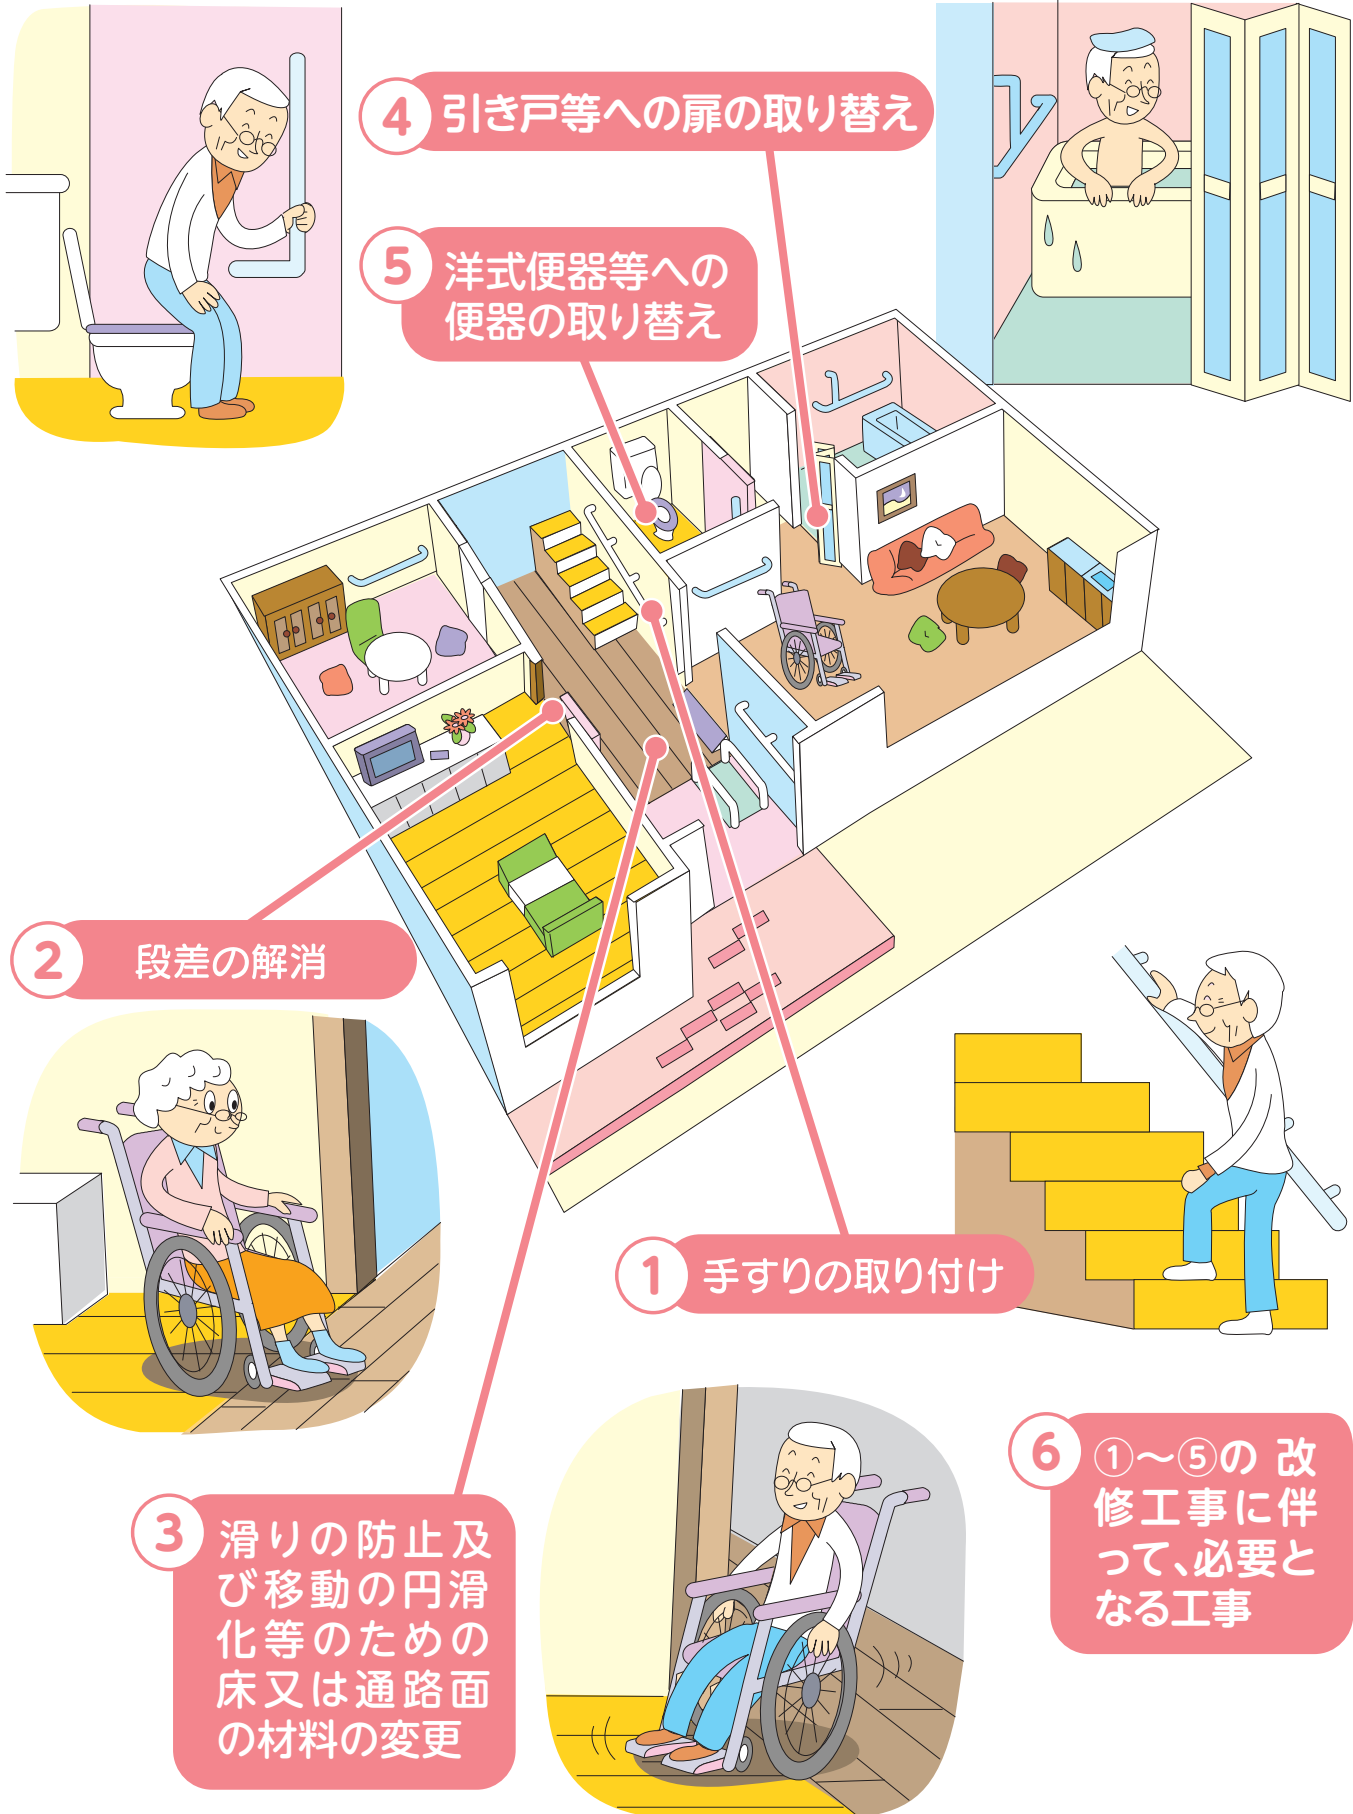 4 引き戸等への扉の取り替え
5 洋式便器等への
便器の取り替え
2 段差の解消
1 手すりの取り付け
3 滑りの防止及
び移動の円滑
化等のための
床又は通路面
の材料の変更
6 ①～⑤の 改
修工事に伴
って、必要と
なる工事